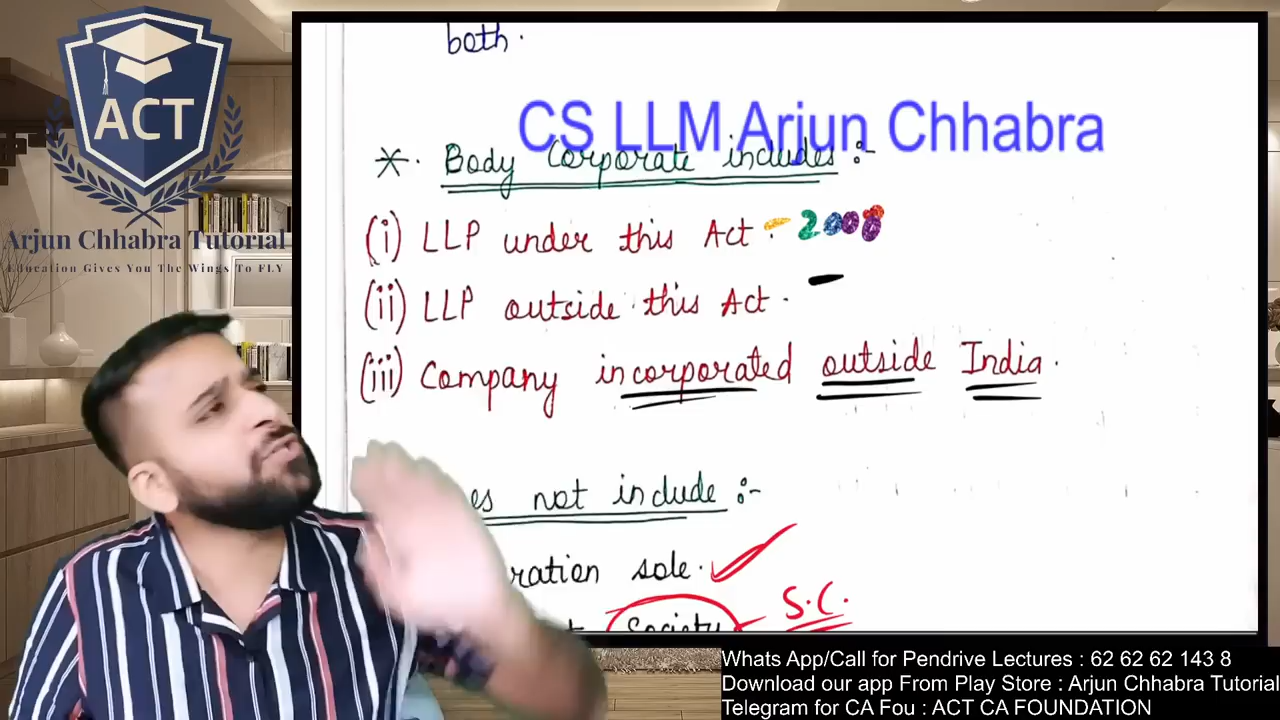 ACT
Arjun Chhabra Tutorial
Education Gives You The Wings To FLY
both.
CS LLM Arjun Chhabra
*. Body Corporate includes :-
(i) LLP under this Act. - 2008
(ii) LLP outside this Act.
(iii) Company incorporated outside India.
not include :-
sole.
S.C.
Society
Whats App/Call for Pendrive Lectures : 62 62 62 143 8
Download our app From Play Store : Arjun Chhabra Tutorial
Telegram for CA Fou : ACT CA FOUNDATION